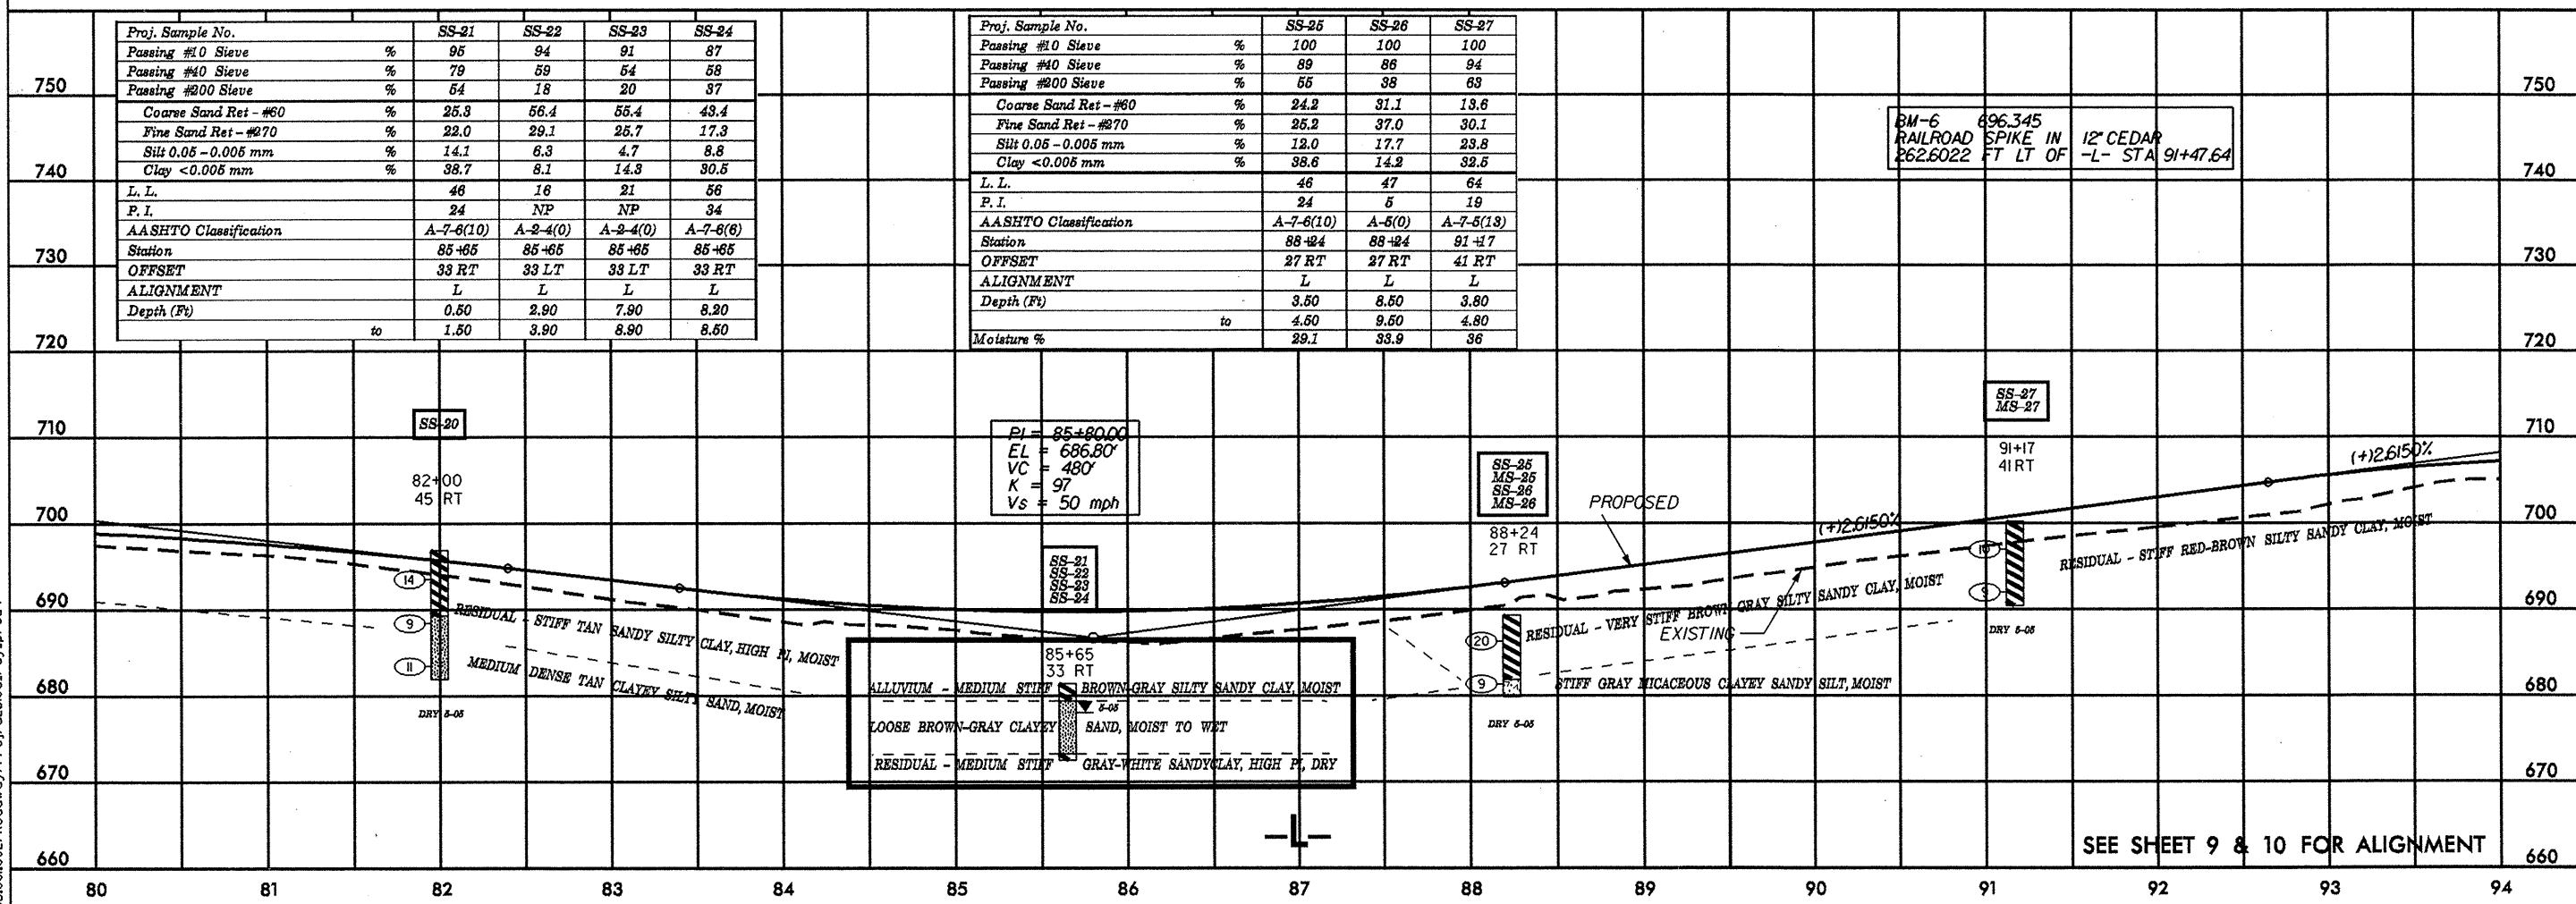 Proj. Sample No. SS-21 SS-22 SS-23 SS-24
Passing #10 Sieve % 95 94 91 87
Passing #40 Sieve % 79 59 54 58
Passing #200 Sieve % 54 18 20 37
Coarse Sand Ret - #60 % 25.3 56.4 55.4 43.4
Fine Sand Ret - #270 % 22.0 29.1 25.7 17.3
Silt 0.05 - 0.005 mm % 14.1 6.3 4.7 8.8
Clay < 0.005 mm % 38.7 8.1 14.3 30.5
L. L. 46 16 21 56
P. I. 24 NP NP 34
AASHTO Classification A-7-6(10) A-2-4(0) A-2-4(0) A-7-6(6)
Station 85+65 85+65 85+65 85+65
OFFSET 33 RT 33 LT 33 LT 33 RT
ALIGNMENT L L L L
Depth (Ft) 0.50 2.90 7.90 8.20
to 1.50 3.90 8.90 8.50
Proj. Sample No. SS-25 SS-26 SS-27
Passing #10 Sieve % 100 100 100
Passing #40 Sieve % 89 86 94
Passing #200 Sieve % 55 38 63
Coarse Sand Ret - #60 % 24.2 31.1 13.6
Fine Sand Ret - #270 % 25.2 37.0 30.1
Silt 0.05 - 0.005 mm % 12.0 17.7 23.8
Clay < 0.005 mm % 38.6 14.2 32.5
L. L. 46 47 64
P. I. 24 5 19
AASHTO Classification A-7-6(10) A-5(0) A-7-5(13)
Station 88+24 88+24 91+17
OFFSET 27 RT 27 RT 41 RT
ALIGNMENT L L L
Depth (Ft) 3.50 8.50 3.80
to 4.50 9.50 4.80
Moisture % 29.1 33.9 36
BM-6 696.345
RAILROAD SPIKE IN 12" CEDAR
262.6022 FT LT OF -L- STA 91+47.64
750 750
740 740
730 730
720 720
710 710
700 700
690 690
680 680
670 670
660 660
SS-20
82+00
45 RT
14
9
11
DRY 5-05
RESIDUAL - STIFF TAN SANDY SILTY CLAY, HIGH PI, MOIST
MEDIUM DENSE TAN CLAYEY SILTY SAND, MOIST
PI = 85+80.00
EL = 686.80'
VC = 480'
K = 97
Vs = 50 mph
SS-21
SS-22
SS-23
SS-24
85+65
33 RT
ALLUVIUM - MEDIUM STIFF BROWN-GRAY SILTY SANDY CLAY, MOIST
5-05
LOOSE BROWN-GRAY CLAYEY SAND, MOIST TO WET
RESIDUAL - MEDIUM STIFF GRAY-WHITE SANDY CLAY, HIGH PI, DRY
SS-25
MS-25
SS-26
MS-26
88+24
27 RT
20
9
DRY 5-05
PROPOSED
(+)2.6150%
EXISTING
RESIDUAL - VERY STIFF BROWN-GRAY SILTY SANDY CLAY, MOIST
STIFF GRAY MICACEOUS CLAYEY SANDY SILT, MOIST
SS-27
MS-27
91+17
41 RT
9
DRY 5-05
(+)2.6150%
RESIDUAL - STIFF RED-BROWN SILTY SANDY CLAY, MOIST
-L-
SEE SHEET 9 & 10 FOR ALIGNMENT
80 81 82 83 84 85 86 87 88 89 90 91 92 93 94